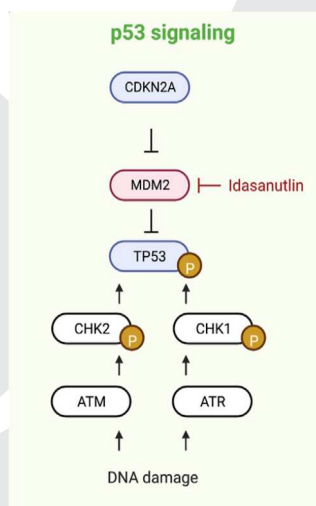 p53 signaling
CDKN2A
MDM2
Idasanutlin
TP53
P
CHK2
P
CHK1
P
ATM
ATR
DNA damage